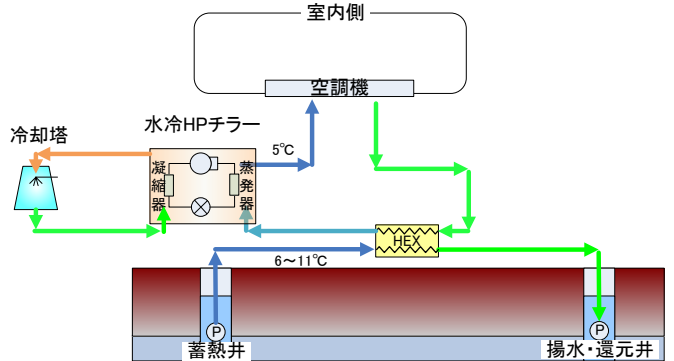 室内側
空調機
水冷HPチラー
冷却塔
5℃
凝縮器
蒸発器
HEX
6～11℃
P
P
蓄熱井
揚水・還元井